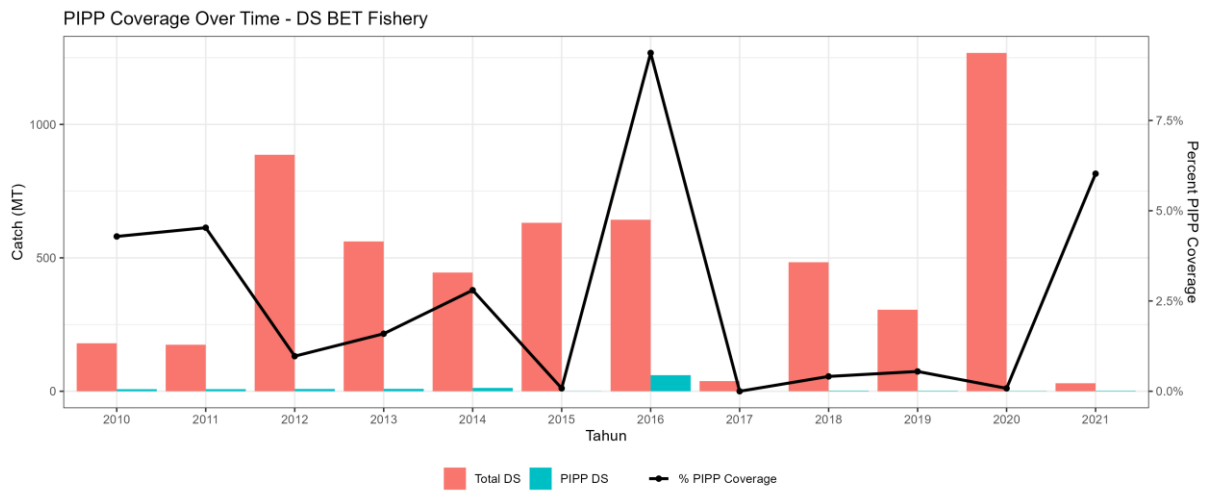 PIPP Coverage Over Time - DS BET Fishery
Catch (MT)
1000
500
0
7.5%
5.0%
2.5%
0.0%
Percent PIPP Coverage
2010 2011 2012 2013 2014 2015 2016 2017 2018 2019 2020 2021
Tahun
Total DS PIPP DS % PIPP Coverage